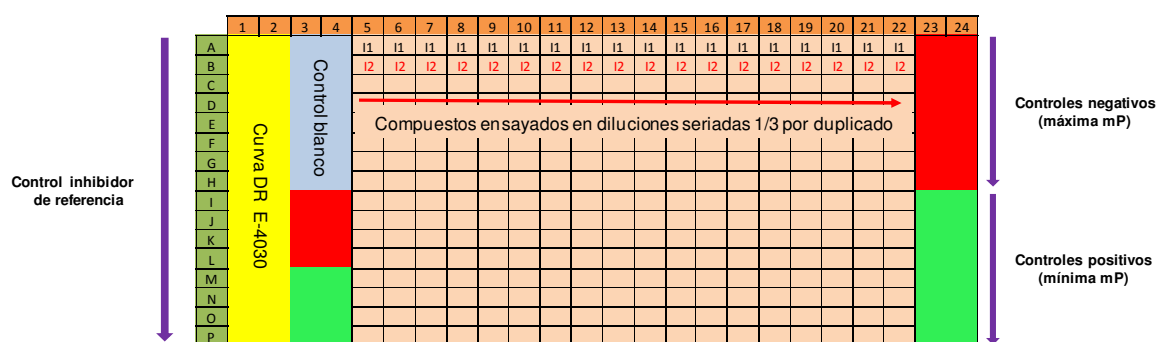 1 2 3 4 5 6 7 8 9 10 11 12 13 14 15 16 17 18 19 20 21 22 23 24
A I1 I1 I1 I1 I1 I1 I1 I1 I1 I1 I1 I1 I1 I1 I1 I1 I1 I1
B I2 I2 I2 I2 I2 I2 I2 I2 I2 I2 I2 I2 I2 I2 I2 I2 I2 I2
C
D
E
F
G
H
I
J
K
L
M
N
O
P
Curva DR E-4030
Control blanco
Compuestos ensayados en diluciones seriadas 1/3 por duplicado
Control inhibidor
de referencia
Controles negativos
(máxima mP)
Controles positivos
(mínima mP)